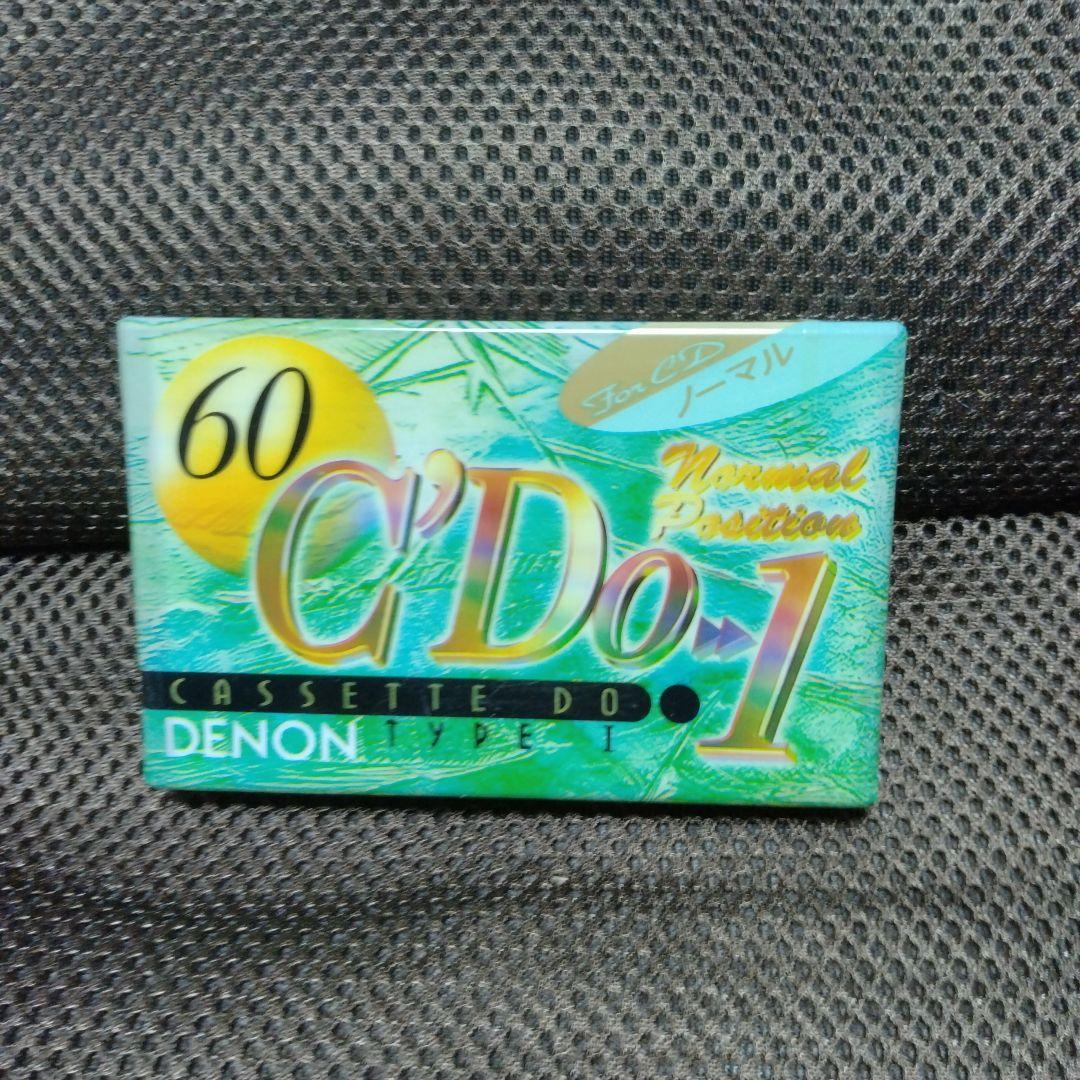 60
For CD
ノーマル
Normal
Position
C'Do
1
CASSETTE DO
DENON TYPE I